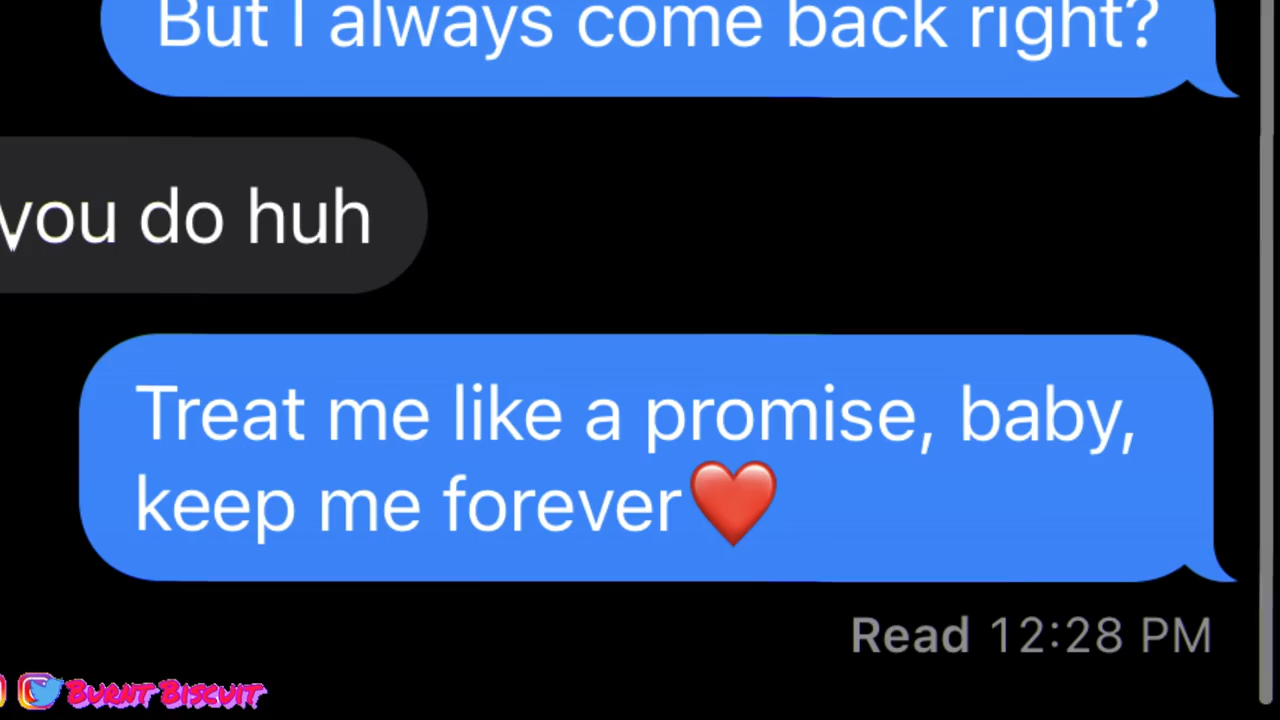 But I always come back right?
you do huh
Treat me like a promise, baby,
keep me forever❤️
Read 12:28 PM
Burnt Biscuit